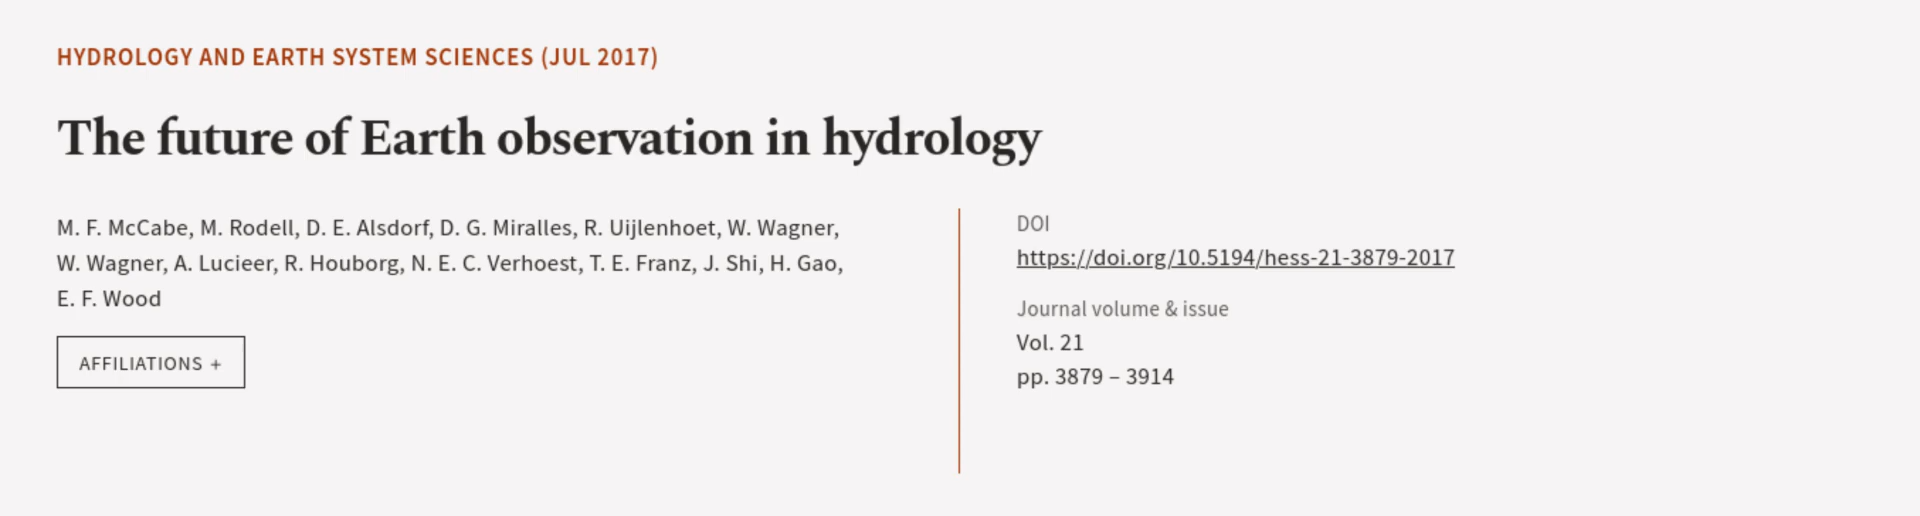 HYDROLOGY AND EARTH SYSTEM SCIENCES (JUL 2017)
The future of Earth observation in hydrology
M. F. McCabe, M. Rodell, D. E. Alsdorf, D. G. Miralles, R. Uijlenhoet, W. Wagner,
W. Wagner, A. Lucieer, R. Houborg, N. E. C. Verhoest, T. E. Franz, J. Shi, H. Gao,
E. F. Wood
AFFILIATIONS +
DOI
https://doi.org/10.5194/hess-21-3879-2017
Journal volume & issue
Vol. 21
pp. 3879 – 3914